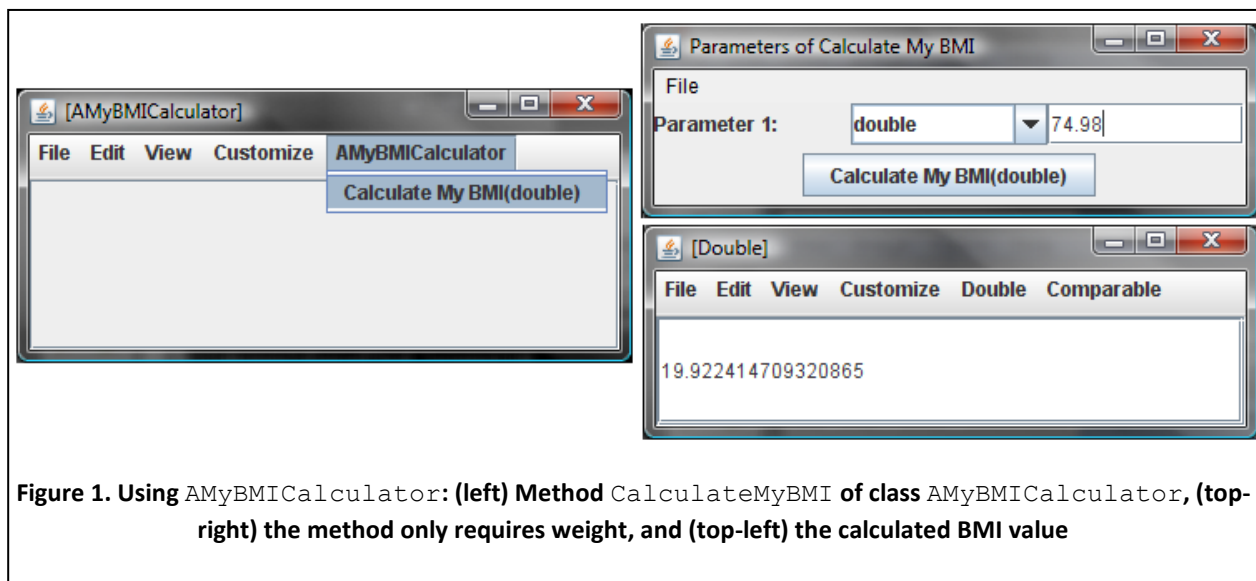 [AMyBMICalculator]
File Edit View Customize AMyBMICalculator
Calculate My BMI(double)
Parameters of Calculate My BMI
File
Parameter 1: double 74.98
Calculate My BMI(double)
[Double]
File Edit View Customize Double Comparable
19.922414709320865
Figure 1. Using AMyBMICalculator: (left) Method CalculateMyBMI of class AMyBMICalculator, (top-
right) the method only requires weight, and (top-left) the calculated BMI value